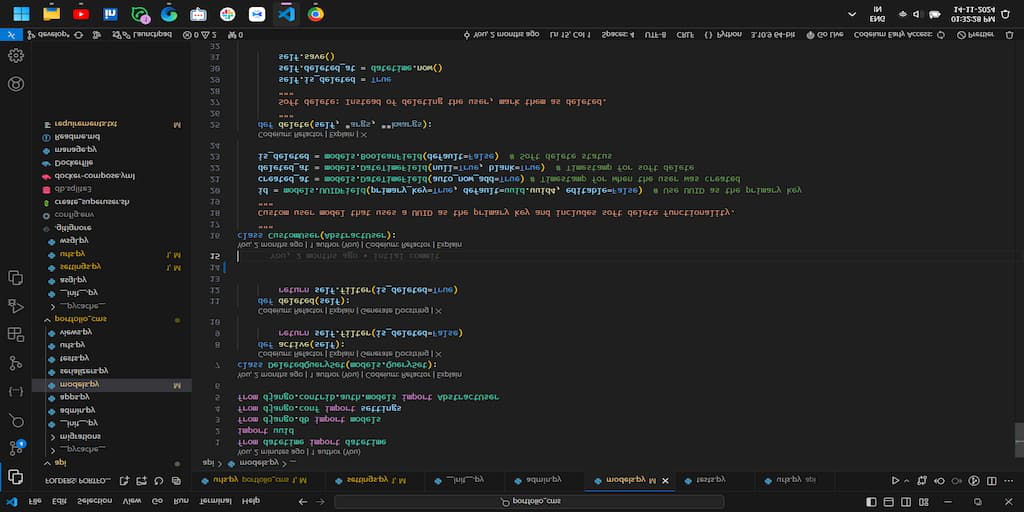 File Edit Selection View Go Run Terminal Help
portfolio_cms
FOLDERS: PORTFO...
urls.py portfolio_cms 1, M
settings.py 1, M
__init__.py
admin.py
models.py M
tests.py
urls.py api
api > models.py > ...
api
__pycache__
migrations
__init__.py
admin.py
apps.py
models.py M
serializers.py
tests.py
urls.py
views.py
portfolio_cms
__pycache__
__init__.py
asgi.py
settings.py 1, M
urls.py 1, M
wsgi.py
.gitignore
config.env
create_superuser.sh
db.sqlite3
docker-compose.yml
Dockerfile
manage.py
Readme.md
requirements.txt M
You, 2 minutes ago | 1 author (You)
1 from datetime import datetime
2 import uuid
3 from django.db import models
4 from django.conf import settings
5 from django.contrib.auth.models import AbstractUser
6
You, 2 months ago | 1 author (You) | Codeium: Refactor | Explain
7 class DeletedQuerySet(models.QuerySet):
Codeium: Refactor | Explain | Generate Docstring | X
8 def active(self):
9 return self.filter(is_deleted=False)
10
Codeium: Refactor | Explain | Generate Docstring | X
11 def deleted(self):
12 return self.filter(is_deleted=True)
13
14
15 You, 2 months ago • initial commit
You, 2 months ago | 1 author (You) | Codeium: Refactor | Explain
16 class CustomUser(AbstractUser):
17 """
18 Custom user model that uses a UUID as the primary key and includes soft delete functionality.
19 """
20 id = models.UUIDField(primary_key=True, default=uuid.uuid4, editable=False) # Use UUID as the primary key
21 created_at = models.DateTimeField(auto_now_add=True) # Timestamp for when the user was created
22 deleted_at = models.DateTimeField(null=True, blank=True) # Timestamp for soft delete
23 is_deleted = models.BooleanField(default=False) # Soft delete status
24
Codeium: Refactor | Explain | X
25 def delete(self, *args, **kwargs):
26 """
27 Soft delete: Instead of deleting the user, mark them as deleted.
28 """
29 self.is_deleted = True
30 self.deleted_at = datetime.now()
31 self.save()
32
develop*
Launchpad
0 2
0
You, 2 months ago
Ln 15, Col 1
Spaces: 4
UTF-8
CRLF
Python
3.10.9 64-bit
Go Live
Codeium Early Access:
Prettier
ENG
IN
01:35:28 PM
14-11-2024